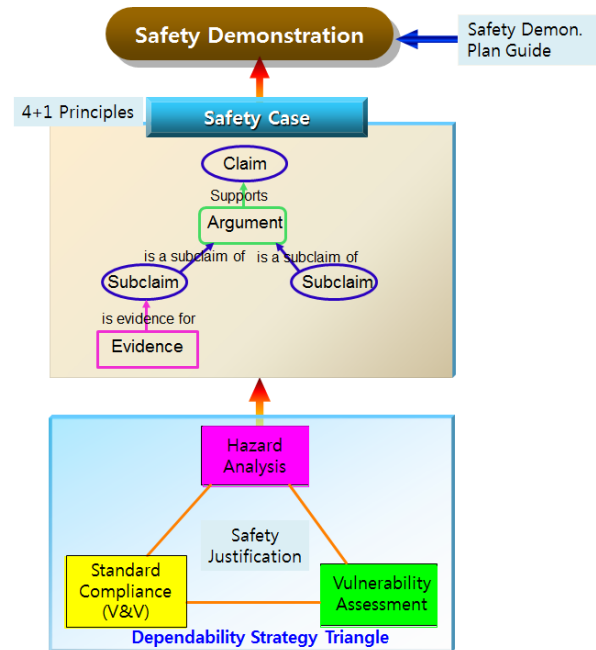 Safety Demonstration
Safety Demon.
Plan Guide
4+1 Principles
Safety Case
Claim
Supports
Argument
is a subclaim of
is a subclaim of
Subclaim
Subclaim
is evidence for
Evidence
Hazard
Analysis
Safety
Justification
Standard
Compliance
(V&V)
Vulnerability
Assessment
Dependability Strategy Triangle